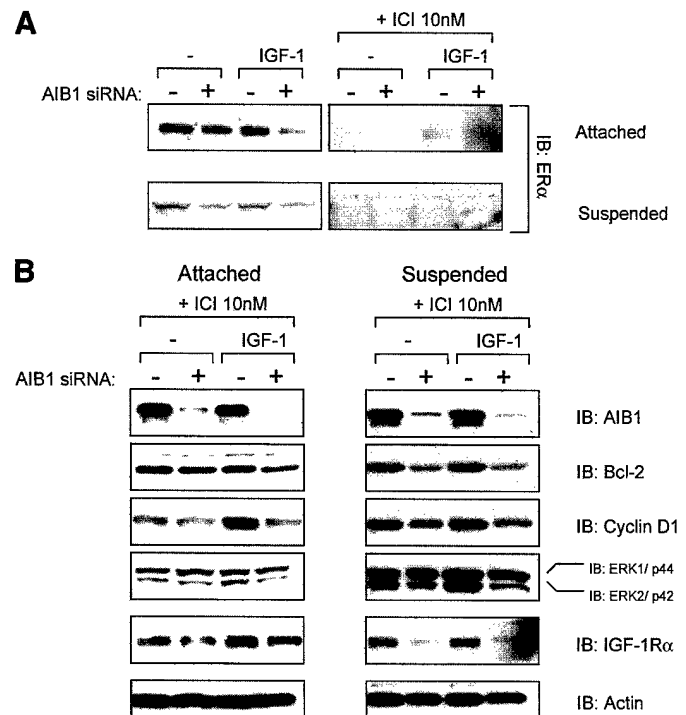 A
+ ICI 10nM
- IGF-1 - IGF-1
AIB1 siRNA: - + - + - + - +
Attached
IB: ERα
Suspended
B
Attached Suspended
+ ICI 10nM + ICI 10nM
- IGF-1 - IGF-1
AIB1 siRNA: - + - + - + - +
IB: AIB1
IB: Bcl-2
IB: Cyclin D1
IB: ERK1/ p44
IB: ERK2/ p42
IB: IGF-1Rα
IB: Actin